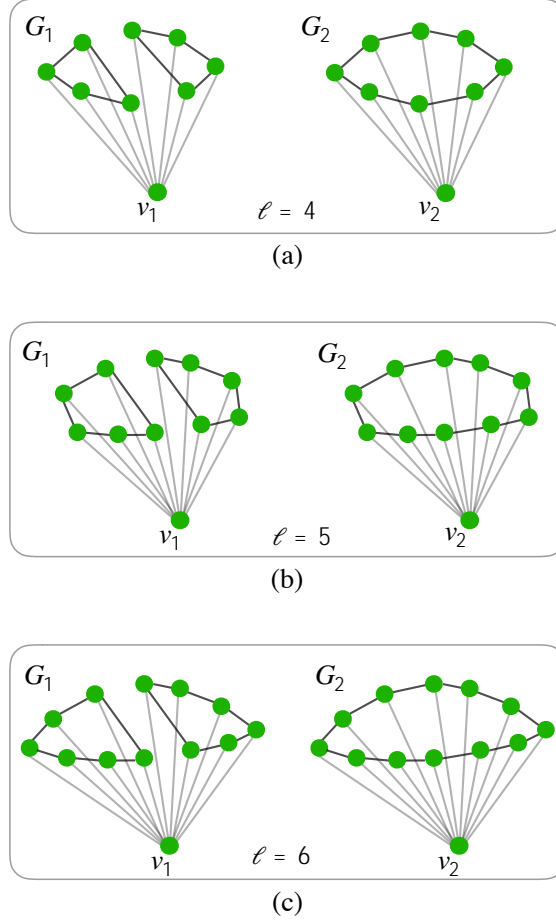 G₁ G₂
v₁ ℓ = 4 v₂
(a)
G₁ G₂
v₁ ℓ = 5 v₂
(b)
G₁ G₂
v₁ ℓ = 6 v₂
(c)